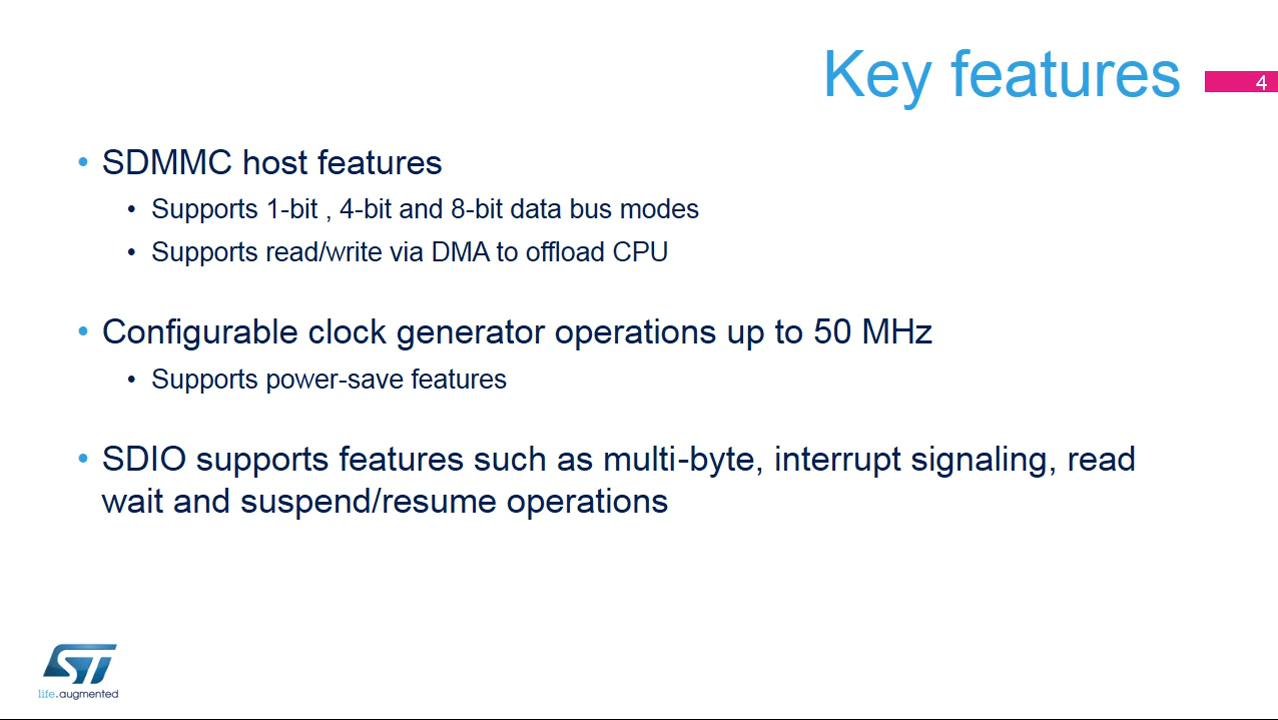 Key features
4
• SDMMC host features
• Supports 1-bit , 4-bit and 8-bit data bus modes
• Supports read/write via DMA to offload CPU
• Configurable clock generator operations up to 50 MHz
• Supports power-save features
• SDIO supports features such as multi-byte, interrupt signaling, read
wait and suspend/resume operations
ST
life.augmented